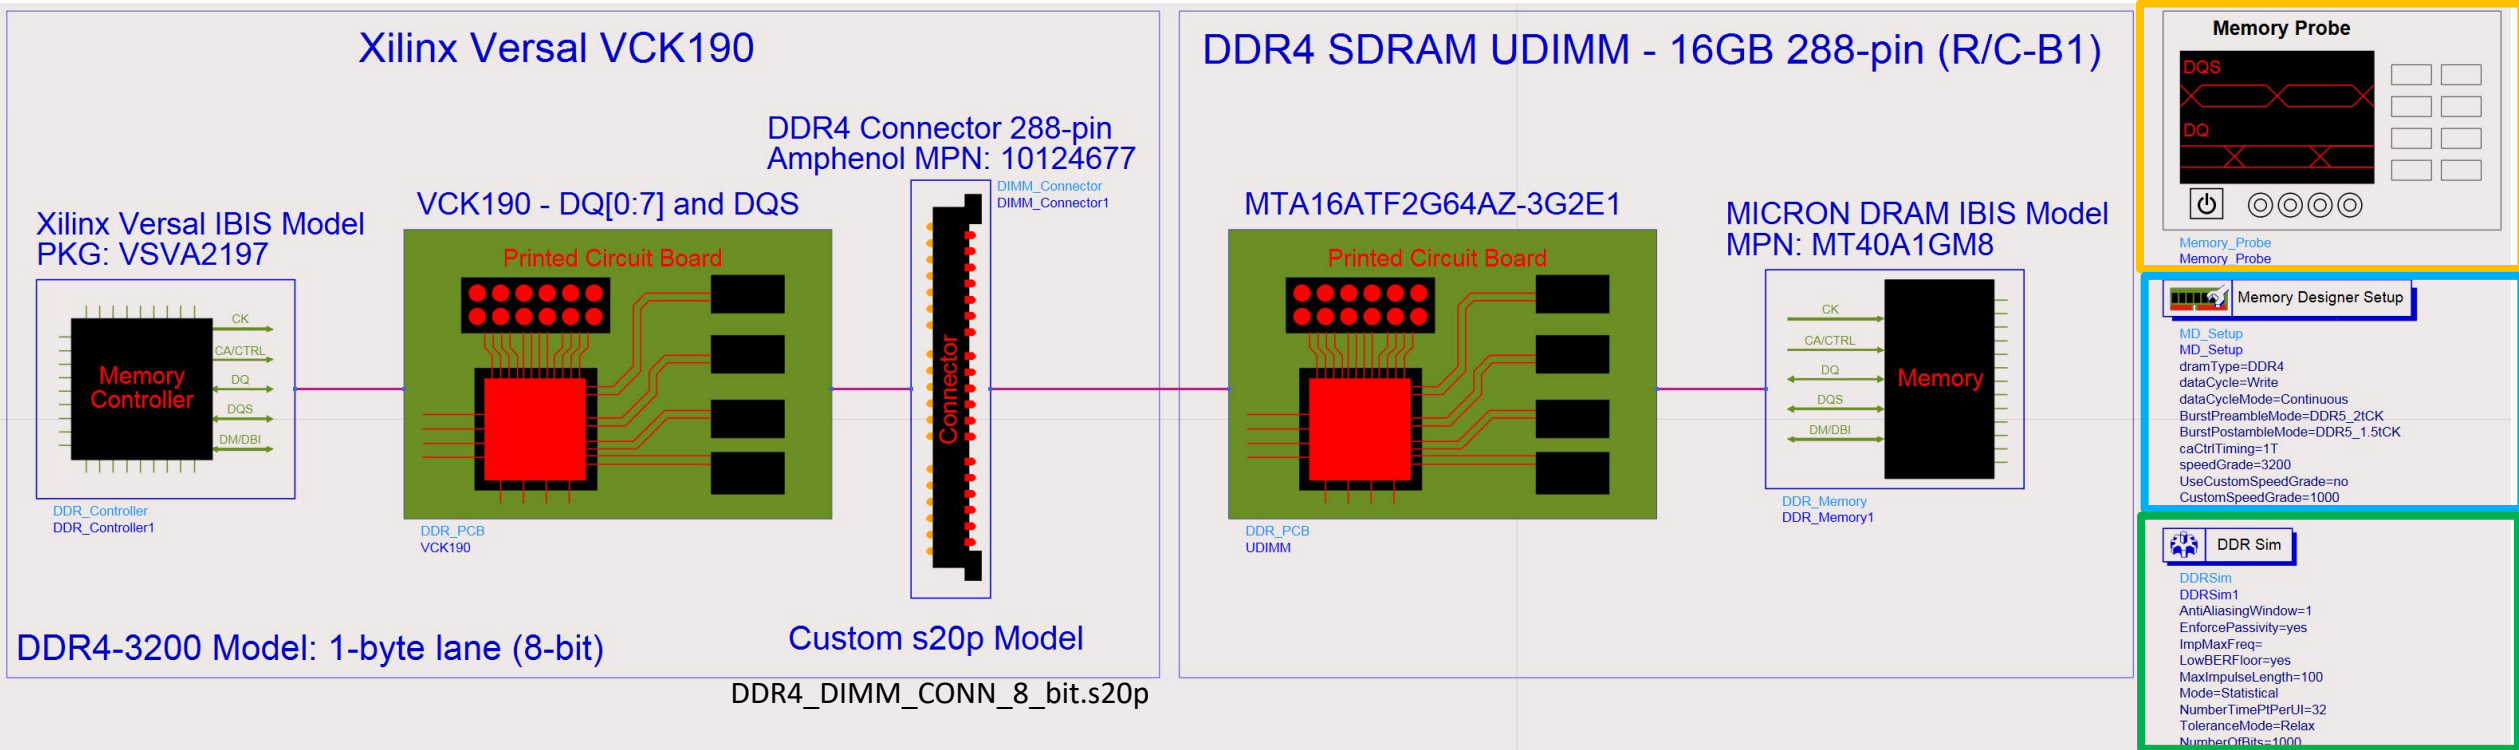 Xilinx Versal VCK190
DDR4 Connector 288-pin
Amphenol MPN: 10124677
DIMM_Connector
DIMM_Connector1
Xilinx Versal IBIS Model
PKG: VSVA2197
VCK190 - DQ[0:7] and DQS
Memory
Controller
CK
CA/CTRL
DQ
DQS
DM/DBI
DDR_Controller
DDR_Controller1
Printed Circuit Board
DDR_PCB
VCK190
Connector
DDR4-3200 Model: 1-byte lane (8-bit)
Custom s20p Model
DDR4_DIMM_CONN_8_bit.s20p
DDR4 SDRAM UDIMM - 16GB 288-pin (R/C-B1)
MTA16ATF2G64AZ-3G2E1
Printed Circuit Board
DDR_PCB
UDIMM
MICRON DRAM IBIS Model
MPN: MT40A1GM8
CK
CA/CTRL
DQ
DQS
DM/DBI
Memory
DDR_Memory
DDR_Memory1
Memory Probe
DQS
DQ
Memory_Probe
Memory_Probe
Memory Designer Setup
MD_Setup
MD_Setup
dramType=DDR4
dataCycle=Write
dataCycleMode=Continuous
BurstPreambleMode=DDR5_2tCK
BurstPostambleMode=DDR5_1.5tCK
caCtrlTiming=1T
speedGrade=3200
UseCustomSpeedGrade=no
CustomSpeedGrade=1000
DDR Sim
DDRSim
DDRSim1
AntiAliasingWindow=1
EnforcePassivity=yes
ImpMaxFreq=
LowBERFloor=yes
MaxImpulseLength=100
Mode=Statistical
NumberTimePtPerUI=32
ToleranceMode=Relax
NumberOfBits=1000